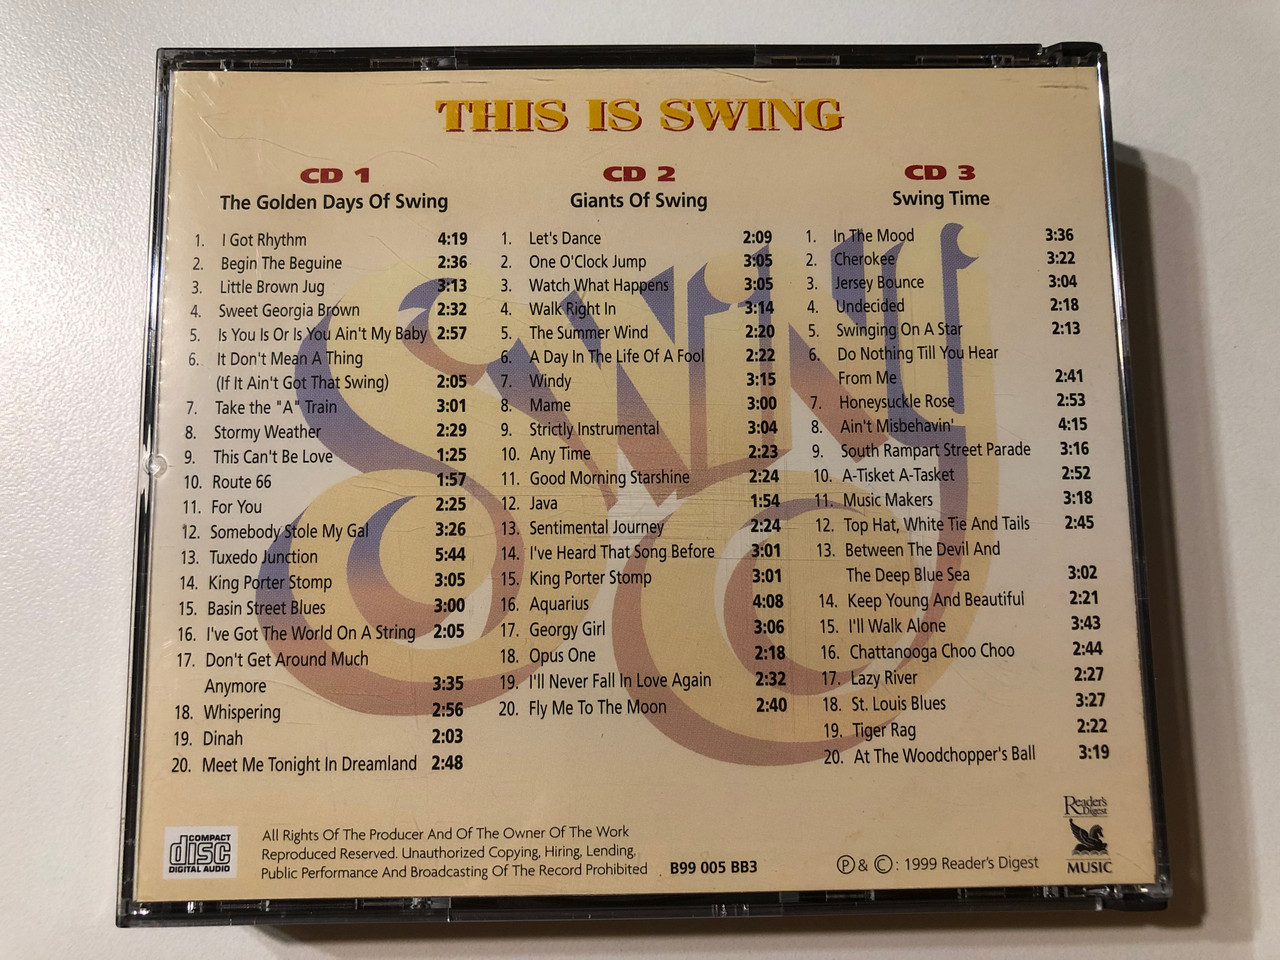 THIS IS SWING
CD 1
The Golden Days Of Swing
1. I Got Rhythm 4:19
2. Begin The Beguine 2:36
3. Little Brown Jug 3:13
4. Sweet Georgia Brown 2:32
5. Is You Is Or Is You Ain't My Baby 2:57
6. It Don't Mean A Thing
(If It Ain't Got That Swing) 2:05
7. Take the "A" Train 3:01
8. Stormy Weather 2:29
9. This Can't Be Love 1:25
10. Route 66 1:57
11. For You 2:25
12. Somebody Stole My Gal 3:26
13. Tuxedo Junction 5:44
14. King Porter Stomp 3:05
15. Basin Street Blues 3:00
16. I've Got The World On A String 2:05
17. Don't Get Around Much
Anymore 3:35
18. Whispering 2:56
19. Dinah 2:03
20. Meet Me Tonight In Dreamland 2:48
CD 2
Giants Of Swing
1. Let's Dance 2:09
2. One O'Clock Jump 3:05
3. Watch What Happens 3:05
4. Walk Right In 3:14
5. The Summer Wind 2:20
6. A Day In The Life Of A Fool 2:22
7. Windy 3:15
8. Mame 3:00
9. Strictly Instrumental 3:04
10. Any Time 2:23
11. Good Morning Starshine 2:24
12. Java 1:54
13. Sentimental Journey 2:24
14. I've Heard That Song Before 3:01
15. King Porter Stomp 3:01
16. Aquarius 4:08
17. Georgy Girl 3:06
18. Opus One 2:18
19. I'll Never Fall In Love Again 2:32
20. Fly Me To The Moon 2:40
CD 3
Swing Time
1. In The Mood 3:36
2. Cherokee 3:22
3. Jersey Bounce 3:04
4. Undecided 2:18
5. Swinging On A Star 2:13
6. Do Nothing Till You Hear
From Me 2:41
7. Honeysuckle Rose 2:53
8. Ain't Misbehavin' 4:15
9. South Rampart Street Parade 3:16
10. A-Tisket A-Tasket 2:52
11. Music Makers 3:18
12. Top Hat, White Tie And Tails 2:45
13. Between The Devil And
The Deep Blue Sea 3:02
14. Keep Young And Beautiful 2:21
15. I'll Walk Alone 3:43
16. Chattanooga Choo Choo 2:44
17. Lazy River 2:27
18. St. Louis Blues 3:27
19. Tiger Rag 2:22
20. At The Woodchopper's Ball 3:19
Swing
COMPACT
disc
DIGITAL AUDIO
All Rights Of The Producer And Of The Owner Of The Work
Reproduced Reserved. Unauthorized Copying, Hiring, Lending,
Public Performance And Broadcasting Of The Record Prohibited
B99 005 BB3
Ⓟ & Ⓒ: 1999 Reader's Digest
Reader's
Digest
MUSIC